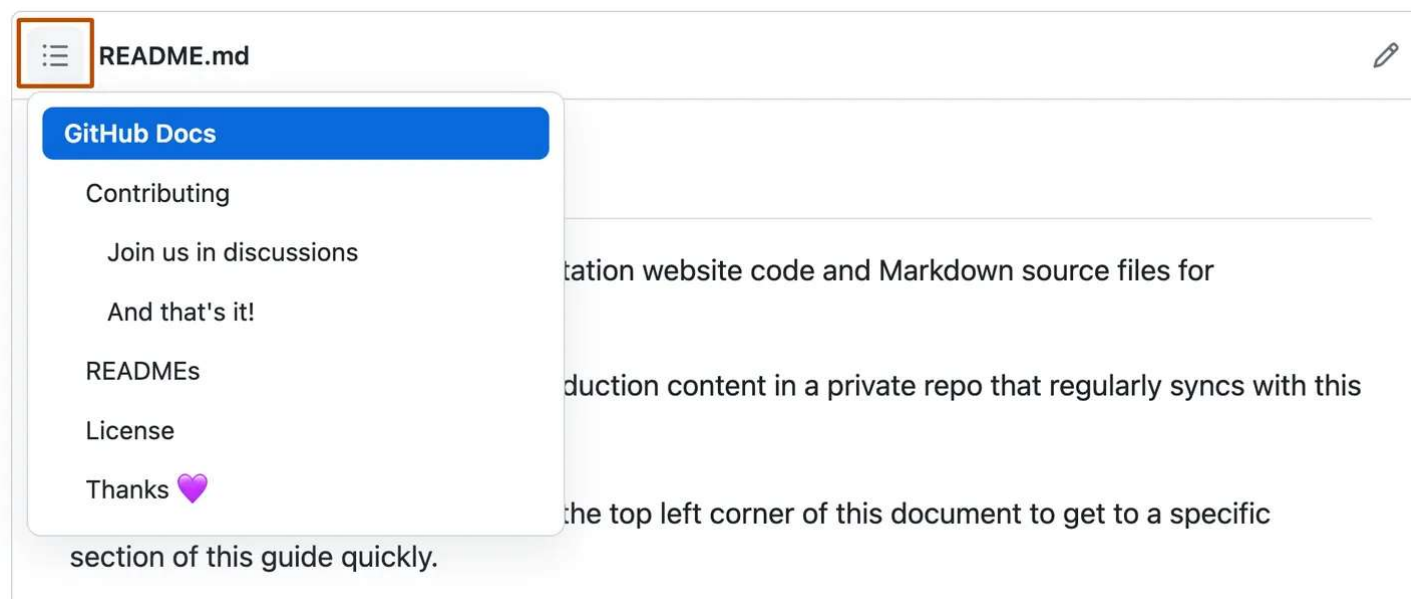 README.md
GitHub Docs
Contributing
Join us in discussions
And that's it!
tation website code and Markdown source files for
READMEs
duction content in a private repo that regularly syncs with this
License
Thanks 💜
the top left corner of this document to get to a specific
section of this guide quickly.